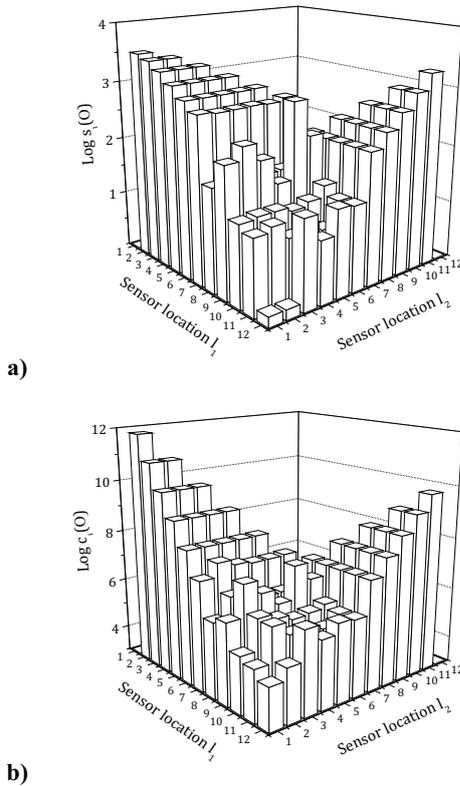 4
3
2
1
Log s_i(O)
1 2 3 4 5 6 7 8 9 10 11 12
Sensor location l_1
1 2 3 4 5 6 7 8 9 10 11 12
Sensor location l_2
a)
12
10
8
6
4
Log c_i(O)
1 2 3 4 5 6 7 8 9 10 11 12
Sensor location l_1
1 2 3 4 5 6 7 8 9 10 11 12
Sensor location l_2
b)